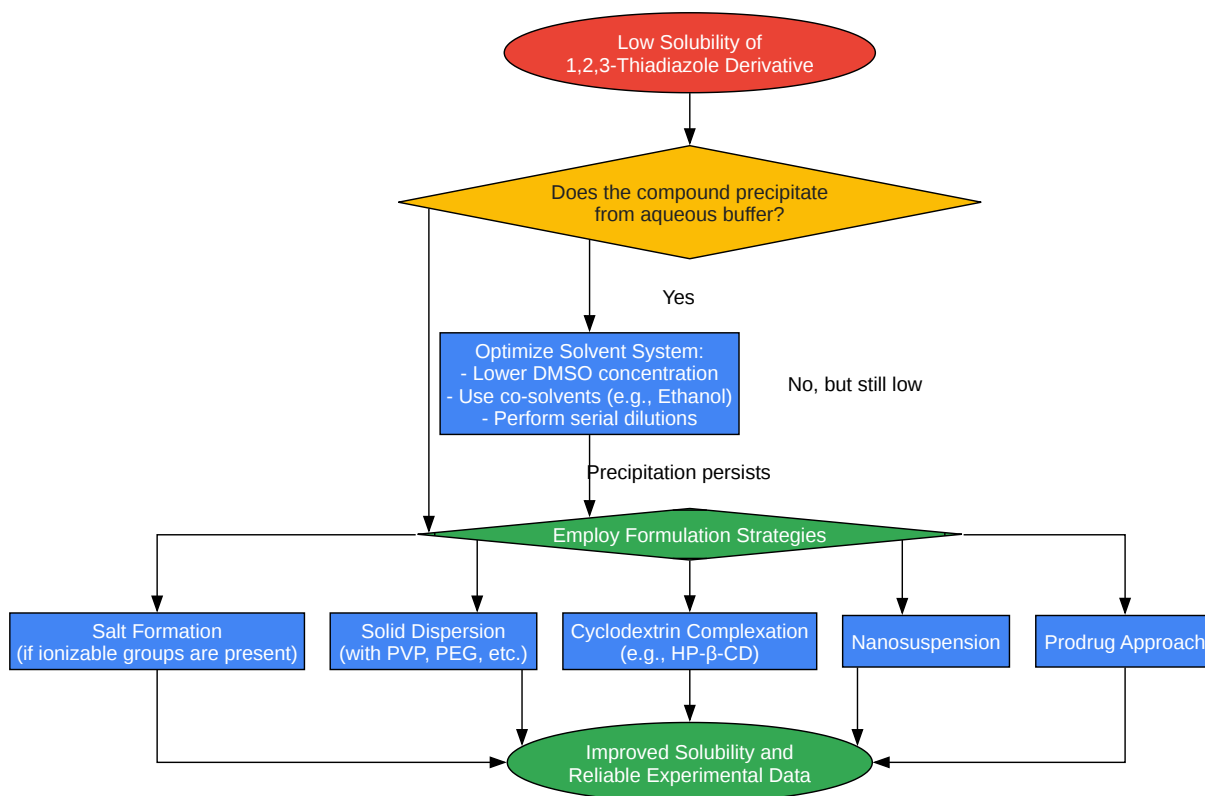 Low Solubility of
1,2,3-Thiadiazole Derivative
Does the compound precipitate
from aqueous buffer?
Yes
Optimize Solvent System:
- Lower DMSO concentration
- Use co-solvents (e.g., Ethanol)
- Perform serial dilutions
No, but still low
Precipitation persists
Employ Formulation Strategies
Salt Formation
(if ionizable groups are present)
Solid Dispersion
(with PVP, PEG, etc.)
Cyclodextrin Complexation
(e.g., HP-β-CD)
Nanosuspension
Prodrug Approach
Improved Solubility and
Reliable Experimental Data